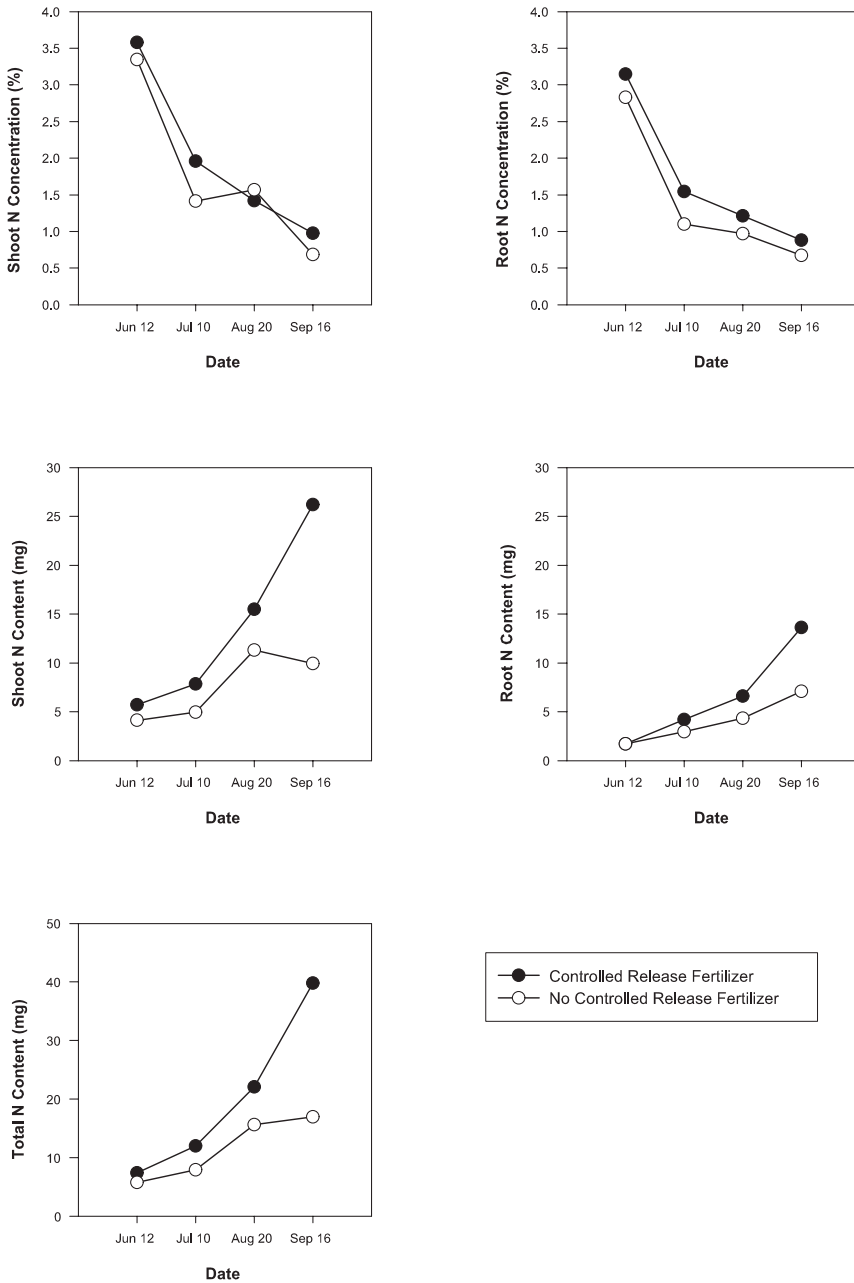 Shoot N Concentration (%)
4.0
3.5
3.0
2.5
2.0
1.5
1.0
0.5
0.0
Jun 12 Jul 10 Aug 20 Sep 16
Date
Root N Concentration (%)
4.0
3.5
3.0
2.5
2.0
1.5
1.0
0.5
0.0
Jun 12 Jul 10 Aug 20 Sep 16
Date
Shoot N Content (mg)
30
25
20
15
10
5
0
Jun 12 Jul 10 Aug 20 Sep 16
Date
Root N Content (mg)
30
25
20
15
10
5
0
Jun 12 Jul 10 Aug 20 Sep 16
Date
Total N Content (mg)
50
40
30
20
10
0
Jun 12 Jul 10 Aug 20 Sep 16
Date
Controlled Release Fertilizer
No Controlled Release Fertilizer